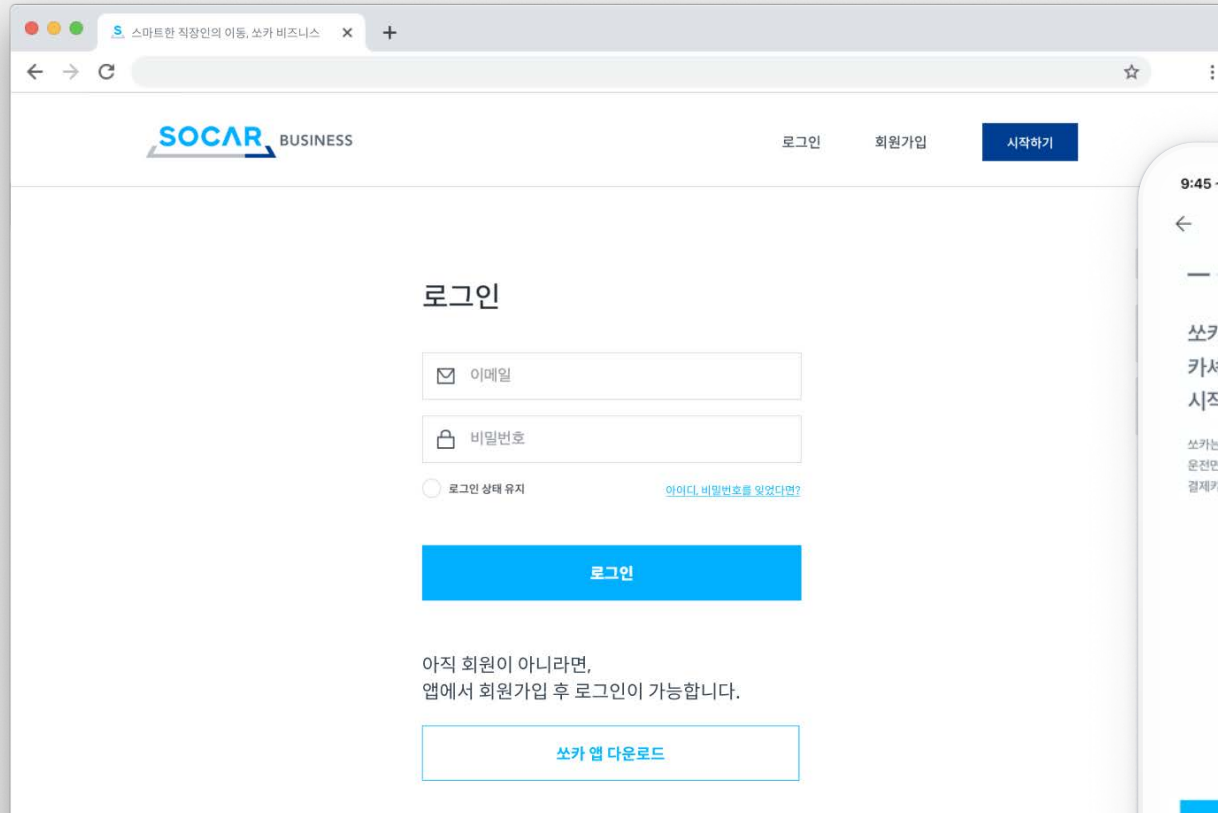 스마트한 직장인의 이동, 쏘카 비즈니스
SOCAR BUSINESS
로그인
회원가입
시작하기
로그인
이메일
비밀번호
로그인 상태 유지
아이디, 비밀번호를 잊었다면?
로그인
아직 회원이 아니라면,
앱에서 회원가입 후 로그인이 가능합니다.
쏘카 앱 다운로드
9:45
시작
쏘카는